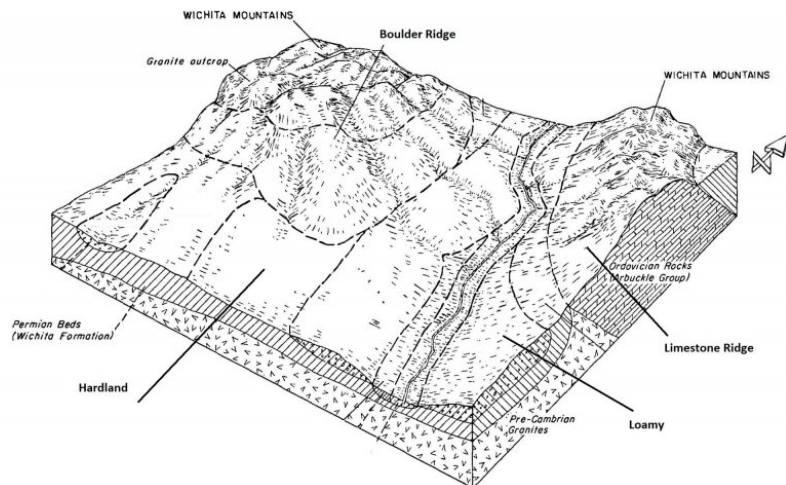 WICHITA MOUNTAINS
Boulder Ridge
Granite outcrop
WICHITA MOUNTAINS
N
Ordovician Rocks
(Arbuckle Group)
Permian Beds
(Wichita Formation)
Limestone Ridge
Hardland
Loamy
Pre-Cambrian
Granites